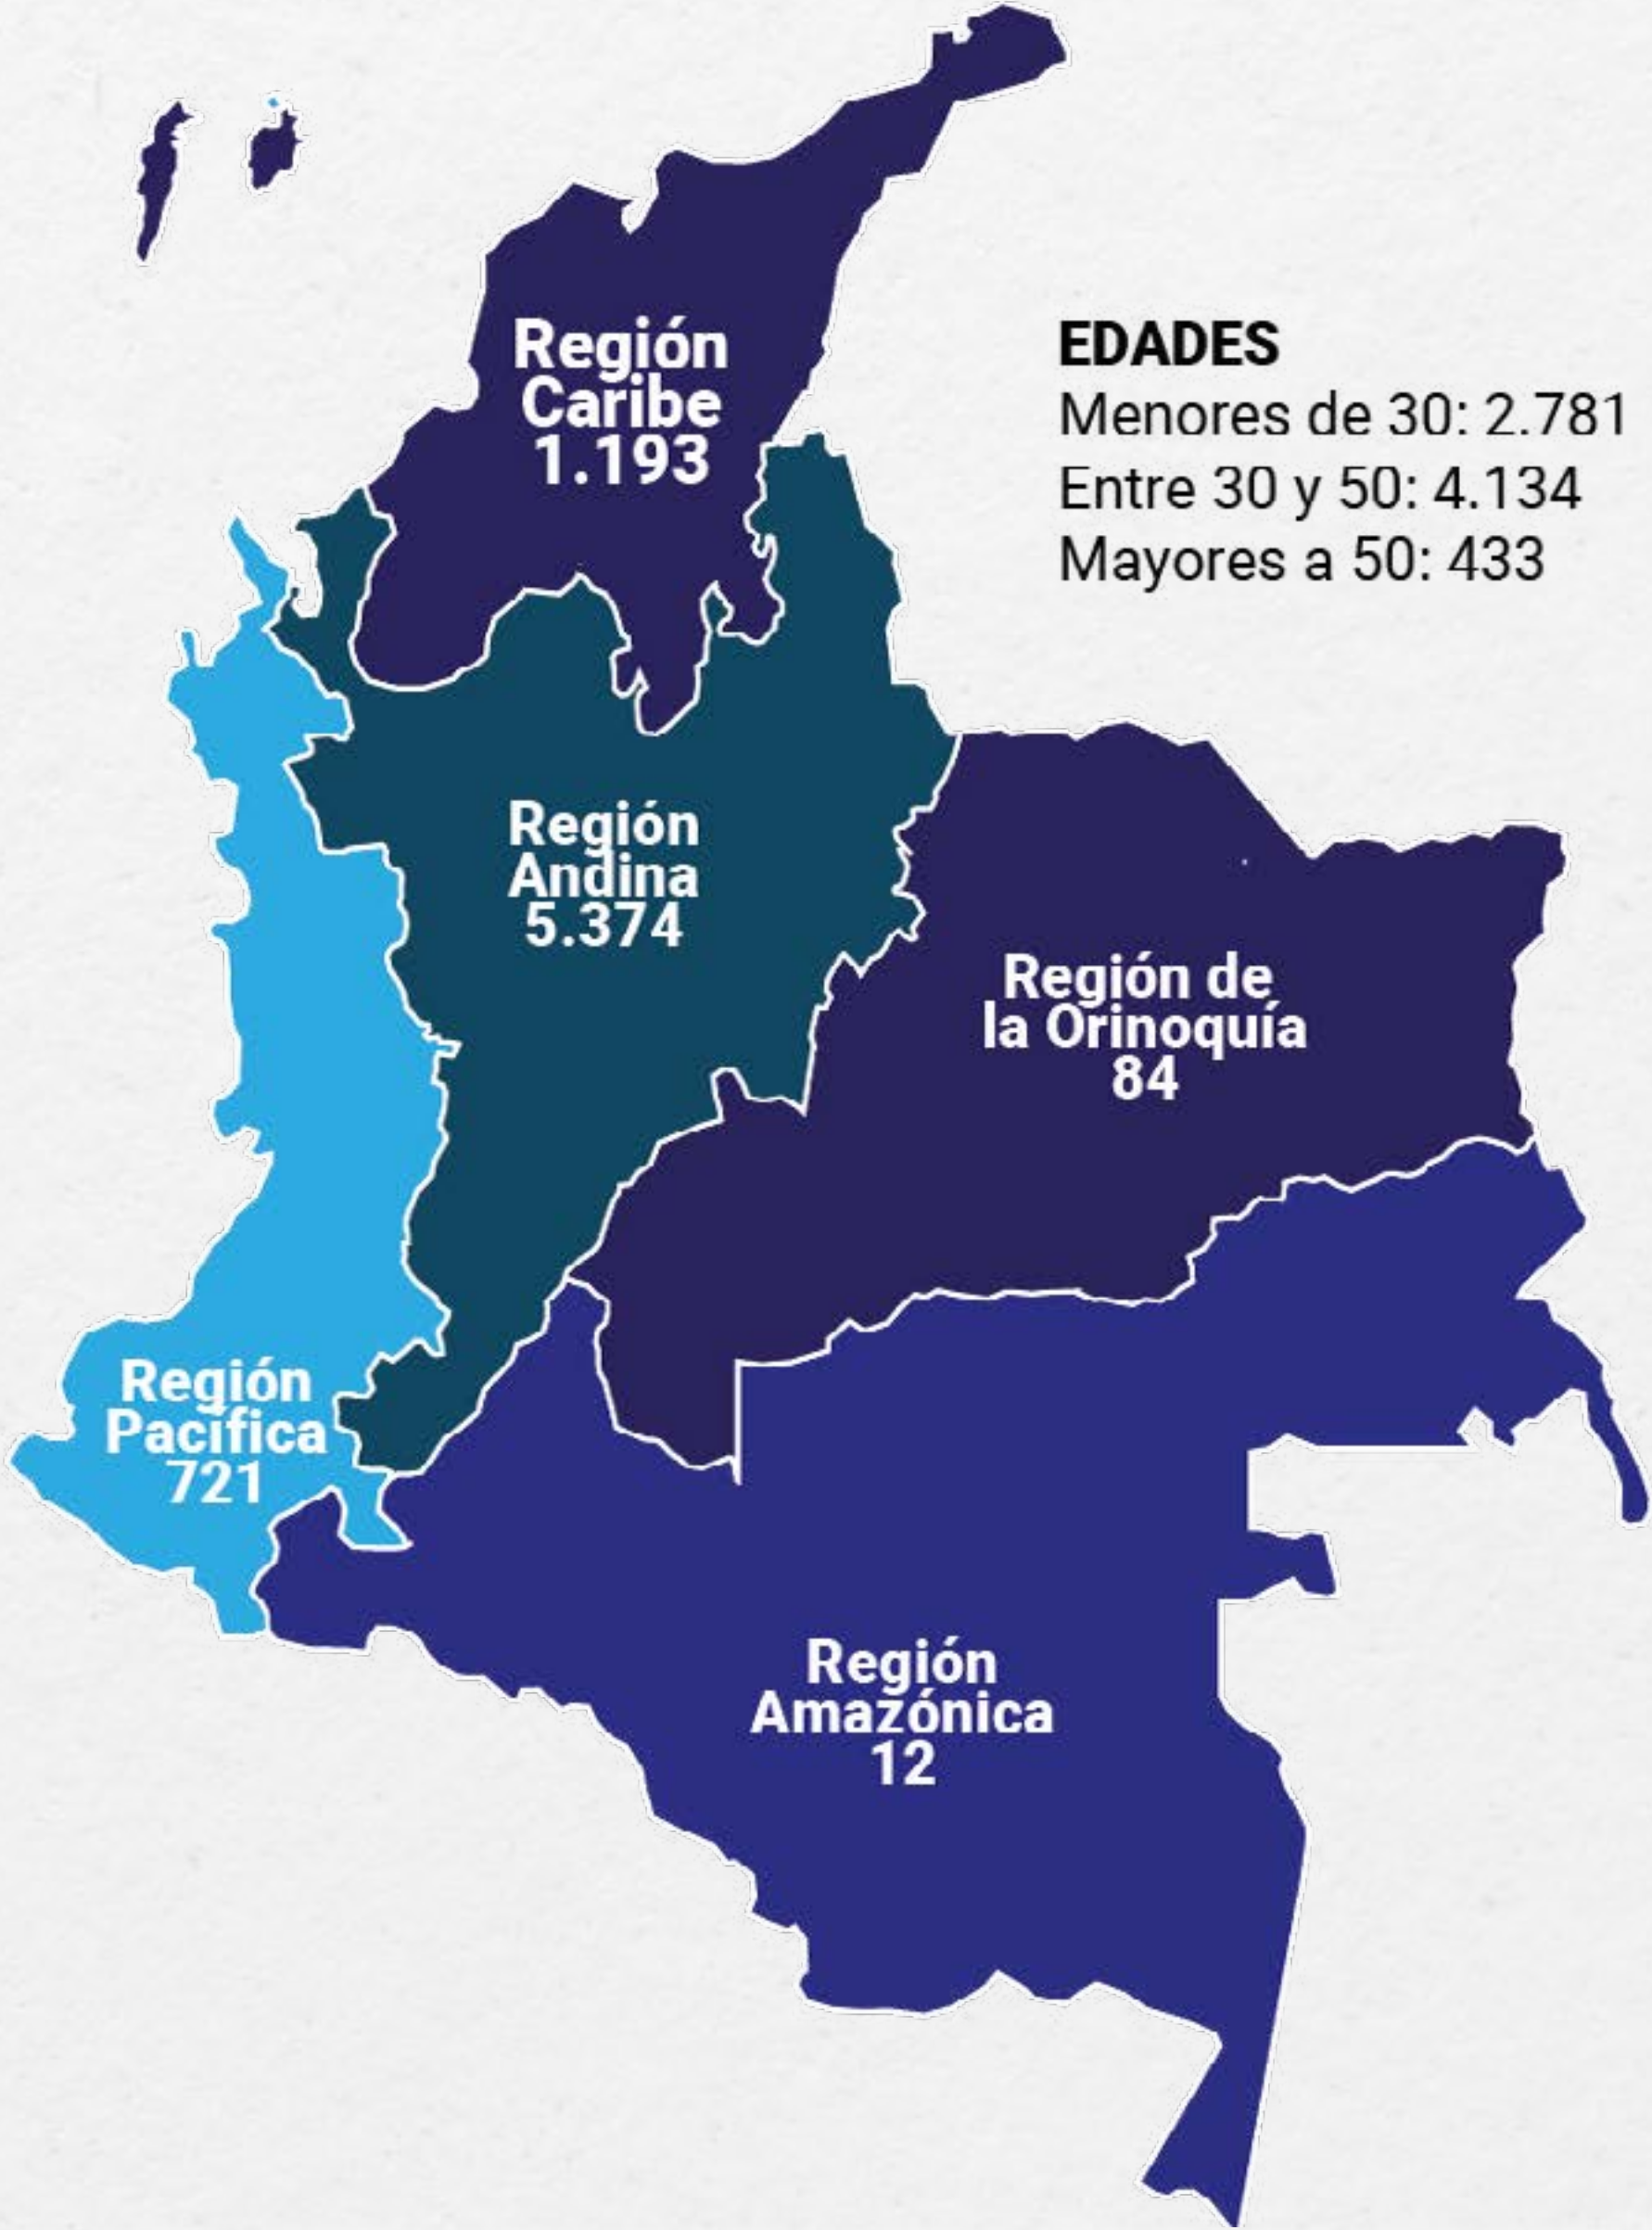 Región
Caribe
1.193
EDADES
Menores de 30: 2.781
Entre 30 y 50: 4.134
Mayores a 50: 433
Región
Andina
5.374
Región de
la Orinoquía
84
Región
Pacífica
721
Región
Amazónica
12